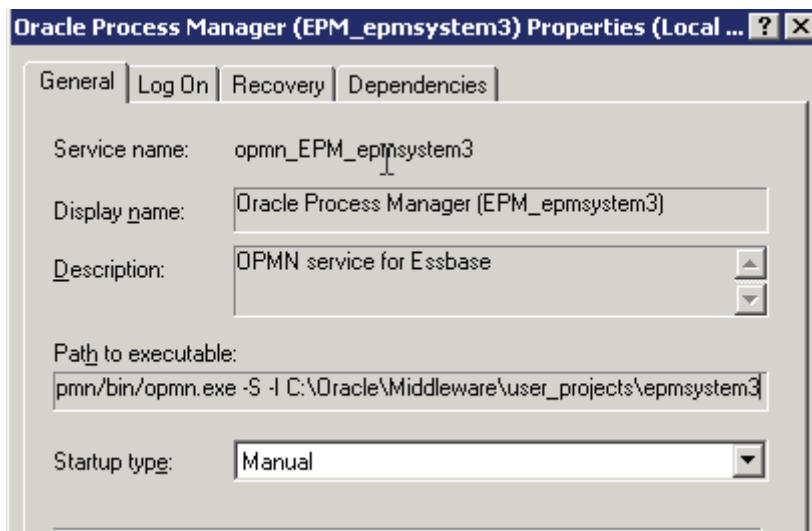 Oracle Process Manager (EPM_epmsystem3) Properties (Local ... ? X
General Log On Recovery Dependencies
Service name: opmn_EPM_epmsystem3
Display name: Oracle Process Manager (EPM_epmsystem3)
Description: OPMN service for Essbase
Path to executable:
pmn/bin/opmn.exe -S -I C:\Oracle\Middleware\user_projects\epmsystem3
Startup type: Manual